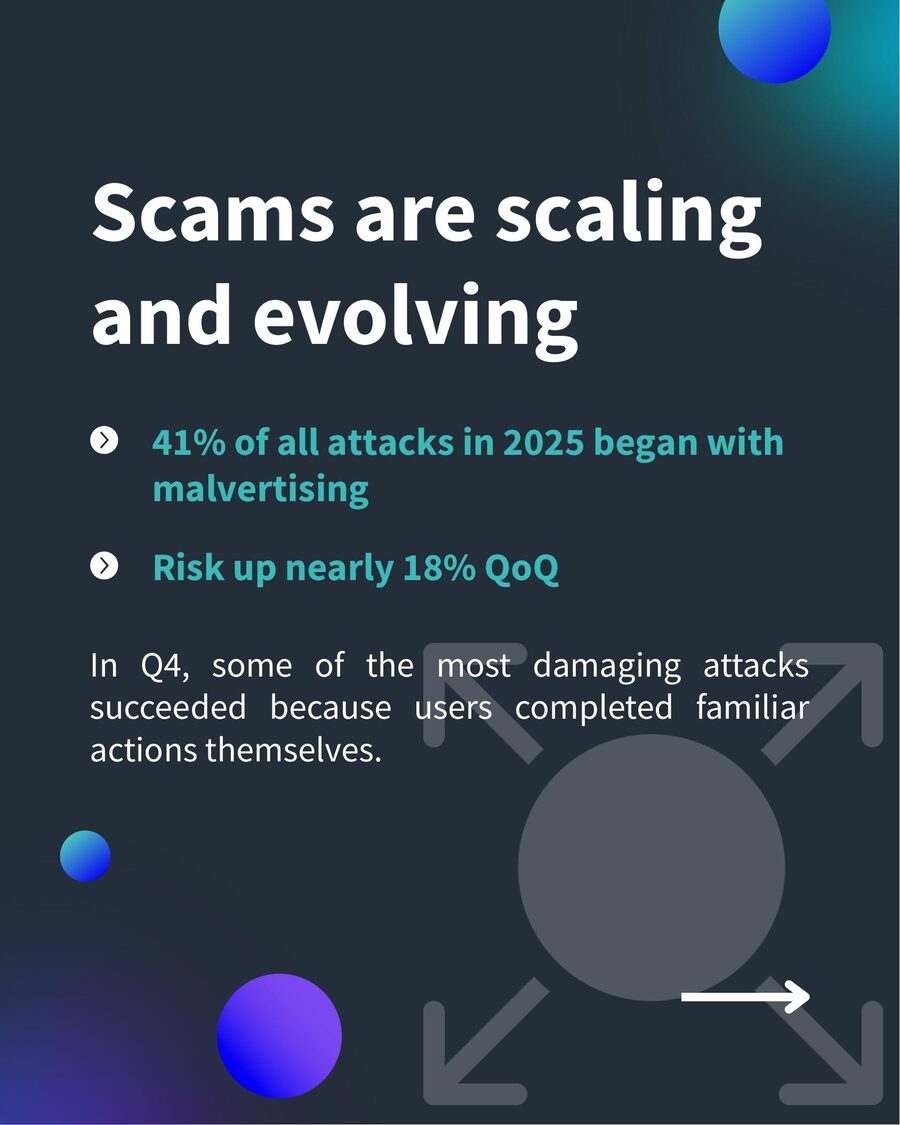 Scams are scaling
and evolving
41% of all attacks in 2025 began with
malvertising
Risk up nearly 18% QoQ
In Q4, some of the most damaging attacks
succeeded because users completed familiar
actions themselves.